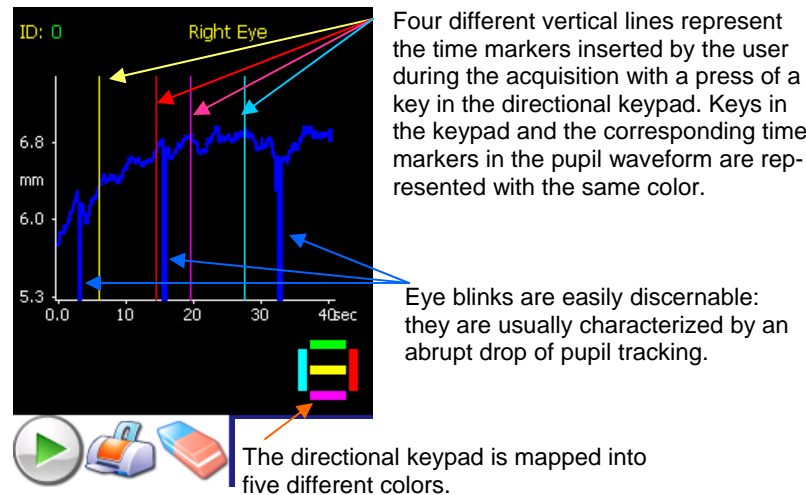 ID: 0 Right Eye
Four different vertical lines represent
the time markers inserted by the user
during the acquisition with a press of a
key in the directional keypad. Keys in
the keypad and the corresponding time
markers in the pupil waveform are rep-
resented with the same color.
6.8
mm
6.0
5.3
0.0 10 20 30 40sec
Eye blinks are easily discernable:
they are usually characterized by an
abrupt drop of pupil tracking.
The directional keypad is mapped into
five different colors.